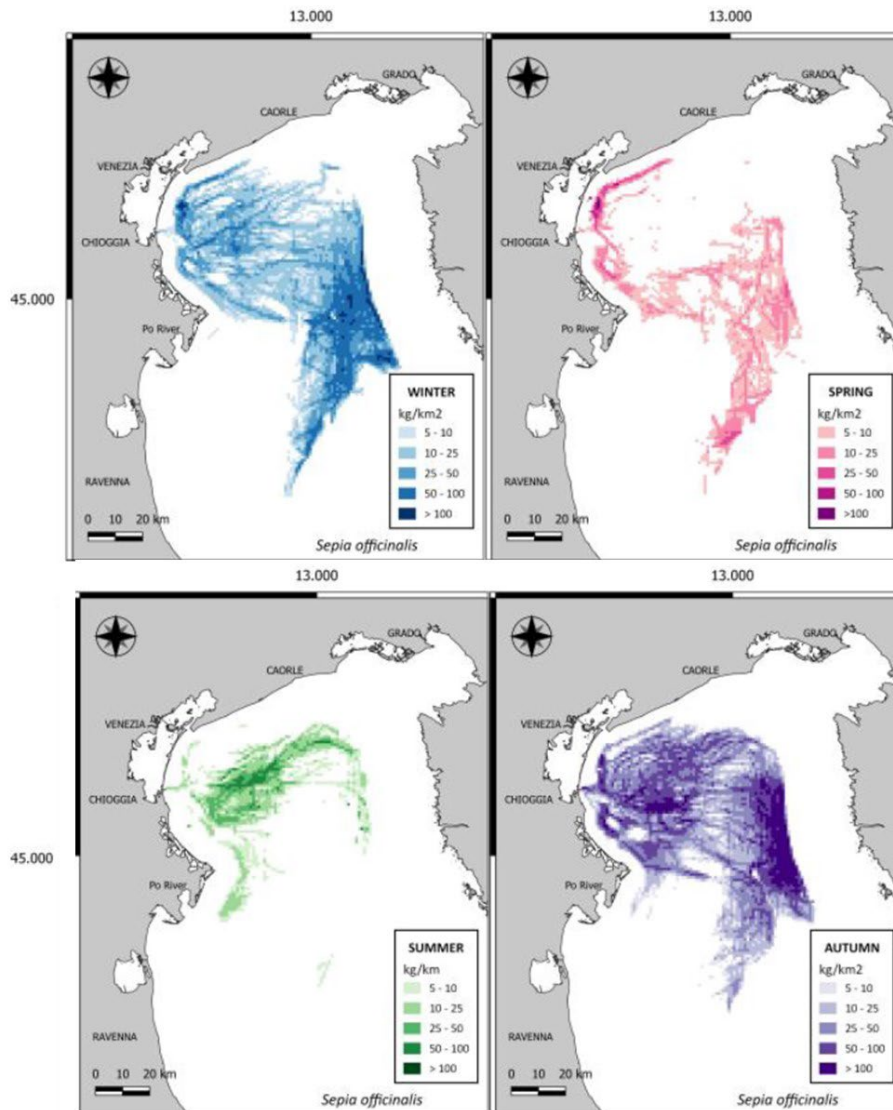 13.000
13.000
GRADO
CAORLE
VENEZIA
CHIOGGIA
45.000
Po River
RAVENNA
0 10 20 km
WINTER
kg/km2
5 - 10
10 - 25
25 - 50
50 - 100
> 100
Sepia officinalis
GRADO
CAORLE
VENEZIA
CHIOGGIA
Po River
RAVENNA
0 10 20 km
SPRING
kg/km2
5 - 10
10 - 25
25 - 50
50 - 100
>100
Sepia officinalis
13.000
13.000
GRADO
CAORLE
VENEZIA
CHIOGGIA
45.000
Po River
RAVENNA
0 10 20 km
SUMMER
kg/km
5 - 10
10 - 25
25 - 50
50 - 100
> 100
Sepia officinalis
GRADO
CAORLE
VENEZIA
CHIOGGIA
Po River
RAVENNA
0 10 20 km
AUTUMN
kg/km2
5 - 10
10 - 25
25 - 50
50 - 100
> 100
Sepia officinalis